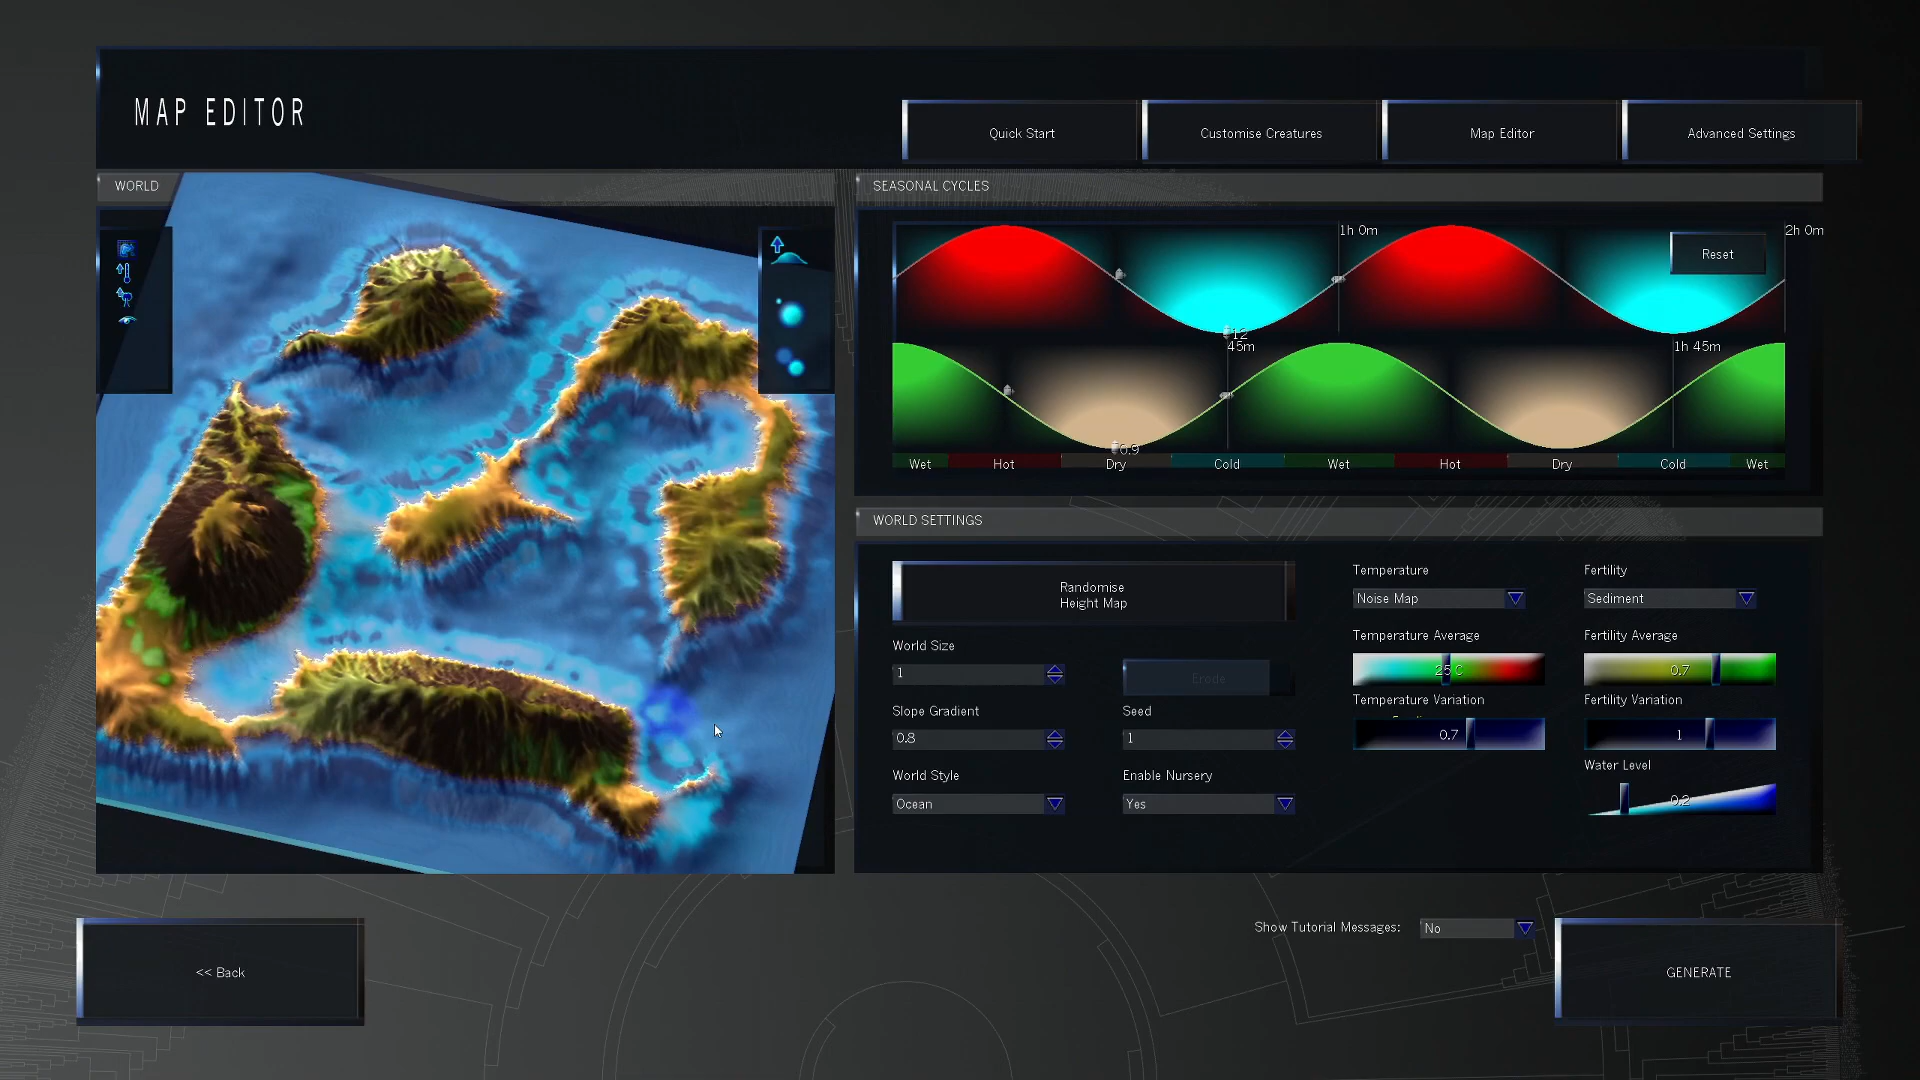 MAP EDITOR
Quick Start
Customise Creatures
Map Editor
Advanced Settings
WORLD
SEASONAL CYCLES
1h 0m
2h 0m
Reset
12
45m
1h 45m
0.9
Wet Hot Dry Cold Wet Hot Dry Cold Wet
WORLD SETTINGS
Randomise
Height Map
World Size
1
Erode
Slope Gradient
0.8
Seed
1
World Style
Ocean
Enable Nursery
Yes
Temperature
Noise Map
Temperature Average
25 C
Temperature Variation
0.7
Fertility
Sediment
Fertility Average
0.7
Fertility Variation
1
Water Level
0.2
Show Tutorial Messages: No
<< Back
GENERATE